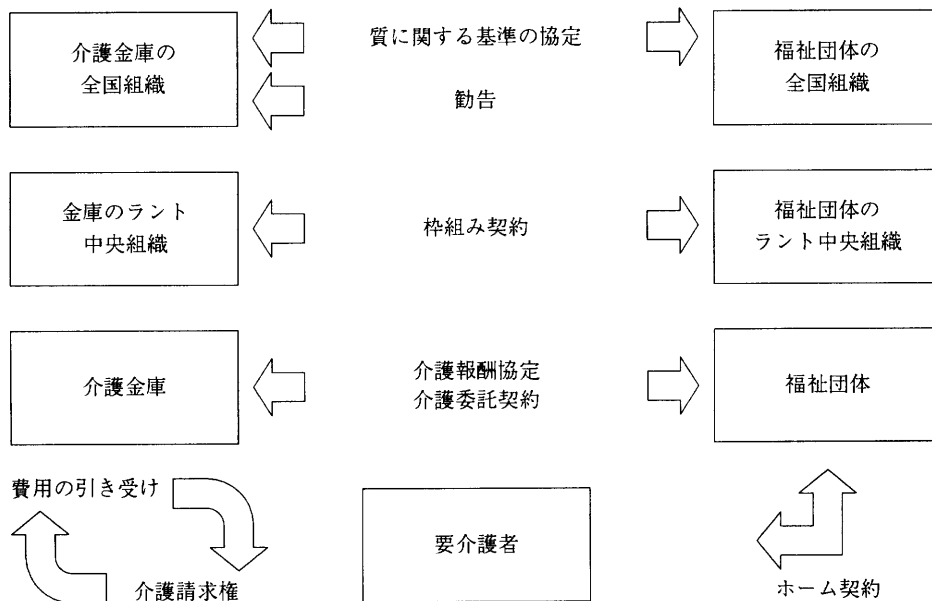 介護金庫の
全国組織
質に関する基準の協定
勧告
福祉団体の
全国組織
金庫のラント
中央組織
枠組み契約
福祉団体の
ラント中央組織
介護金庫
介護報酬協定
介護委託契約
福祉団体
費用の引き受け
要介護者
介護請求権
ホーム契約